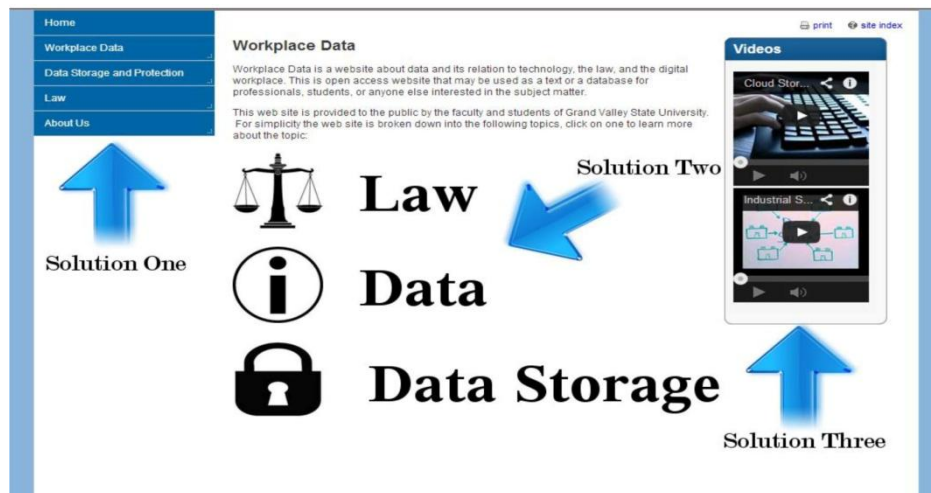 Home
Workplace Data
Data Storage and Protection
Law
About Us
print
site index
Workplace Data
Workplace Data is a website about data and its relation to technology, the law, and the digital
workplace. This is open access website that may be used as a text or a database for
professionals, students, or anyone else interested in the subject matter.
This web site is provided to the public by the faculty and students of Grand Valley State University.
For simplicity the web site is broken down into the following topics, click on one to learn more
about the topic:
Law
Data
Data Storage
Solution One
Solution Two
Videos
Cloud Stor...
Industrial S...
Solution Three